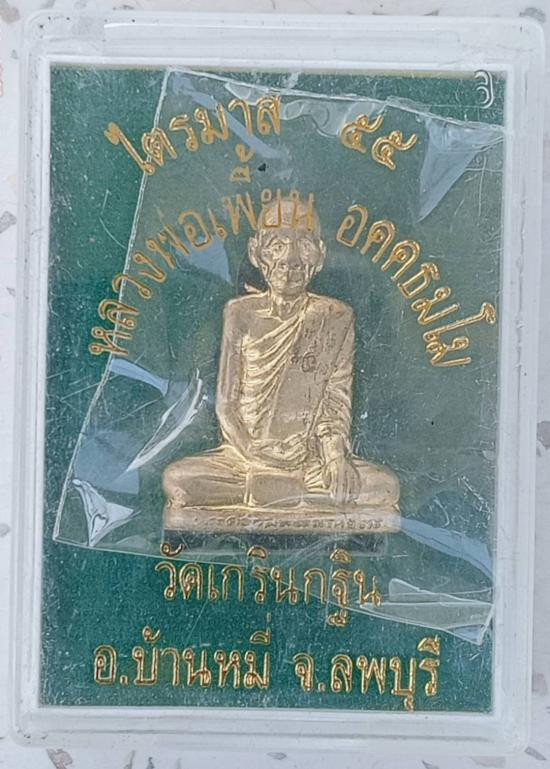 ไตรมาส ๕๕
หลวงพ่อเพี้ยน อคฺคธมฺโม
วัดเกรินกฐิน
อ.บ้านหมี่ จ.ลพบุรี